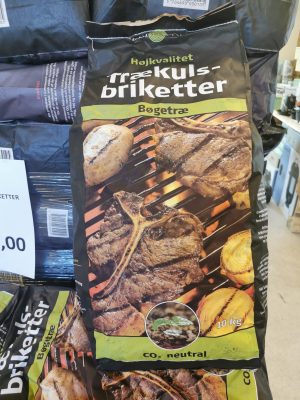 Højkvalitet
Trækuls-
briketter
Bøgetræ
10 kg
CO₂ neutral
,00
briketter
Bøgetræ